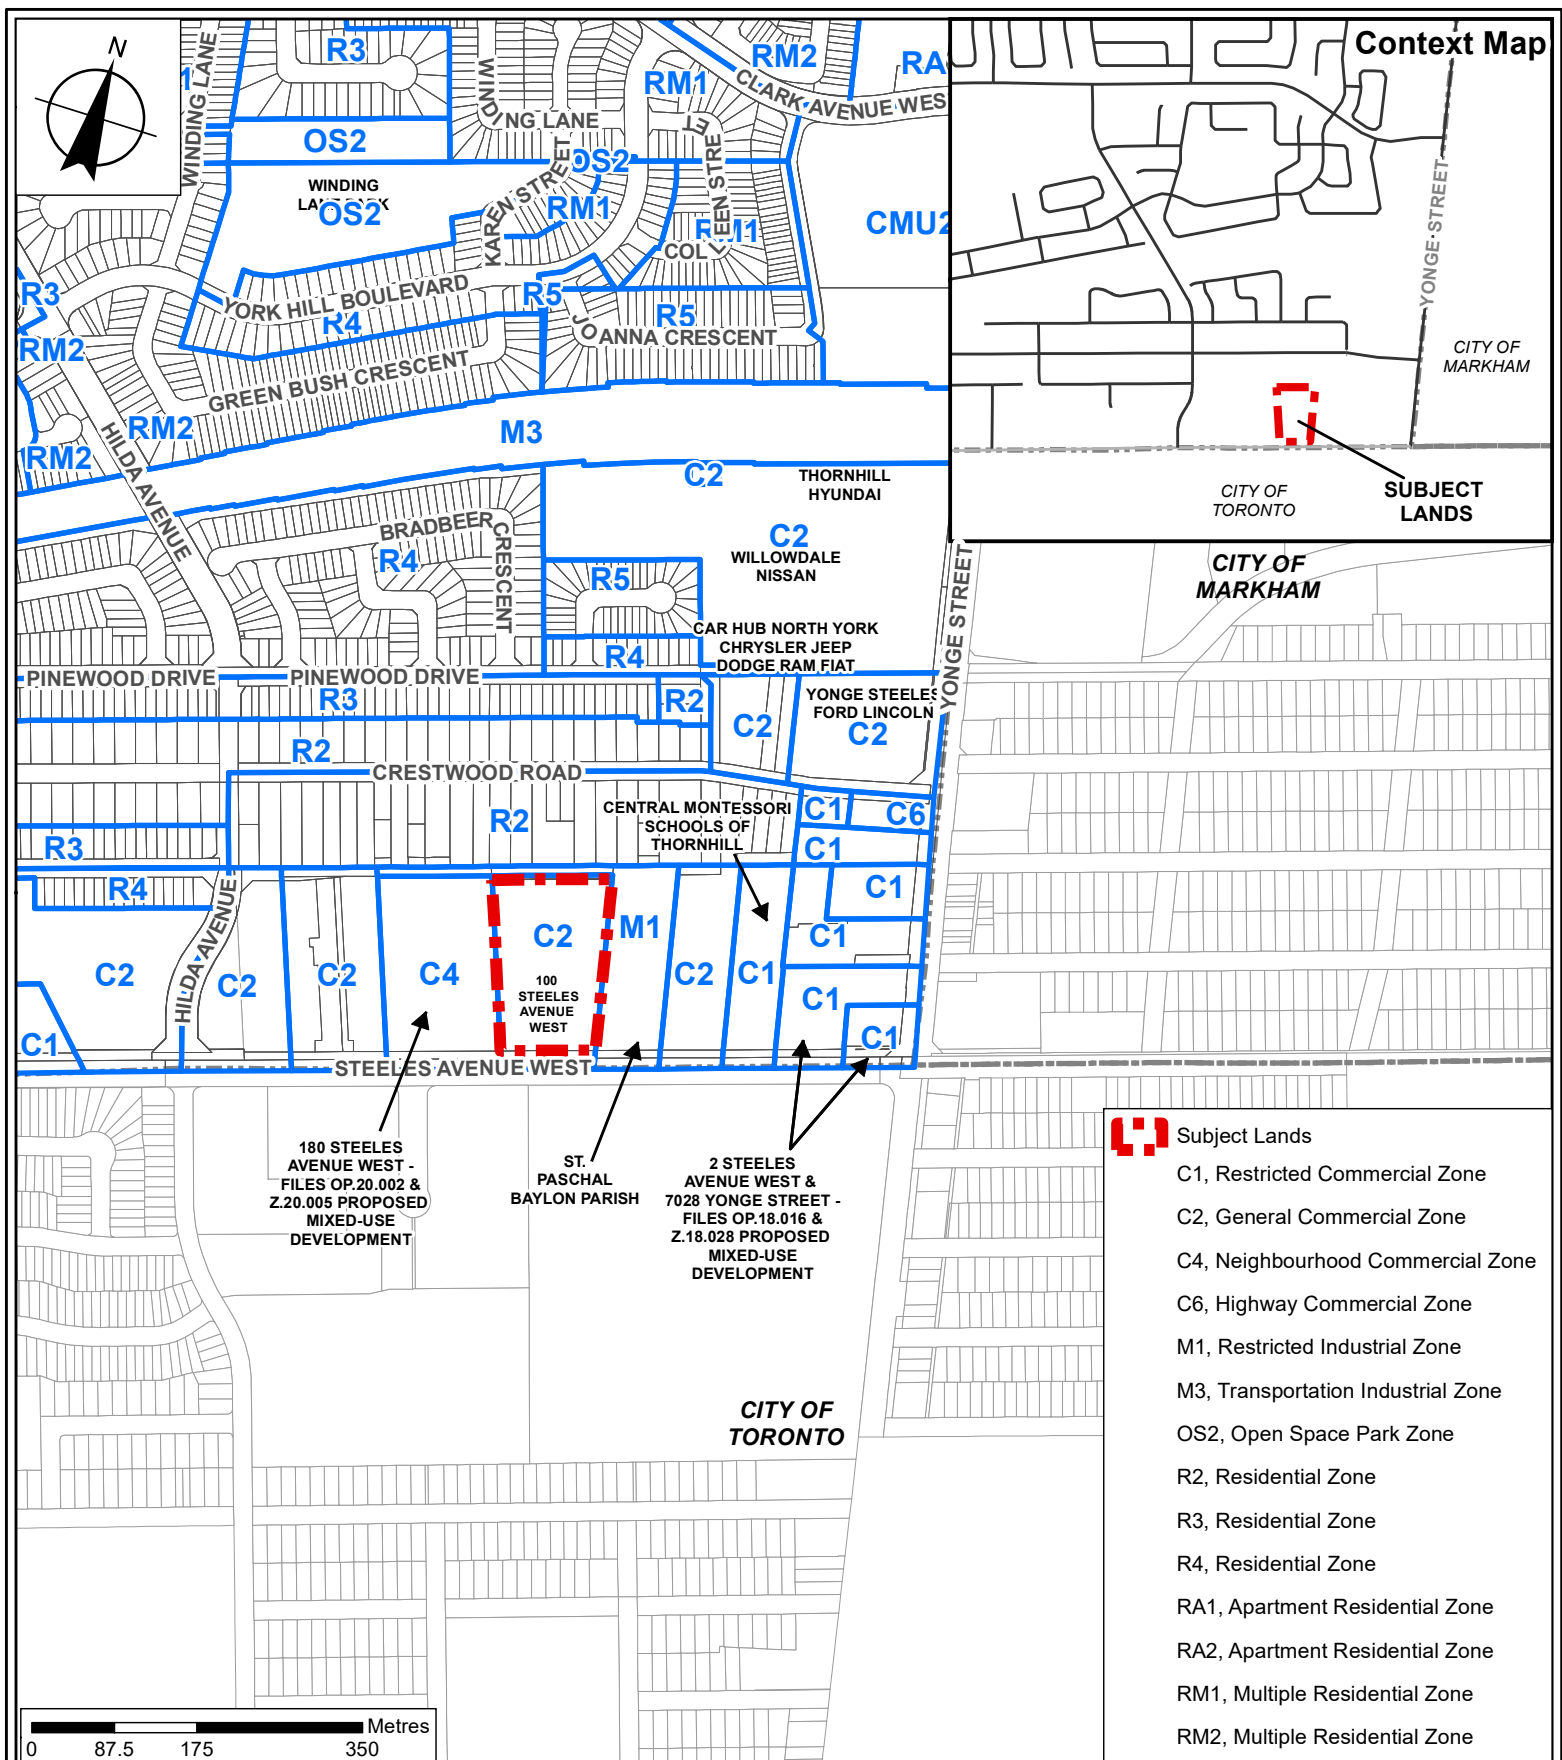 N
Context Map
YONGE STREET
CITY OF
MARKHAM
CITY OF
TORONTO
SUBJECT
LANDS
R3
RM2
RA
RM1
CLARK AVENUE WES
WINDING LANE
WINDING LANE
OS2
OS2
WINDING
OS2
KAREN STREET
RM1
RM1
CMU2
R3
YORK HILL BOULEVARD
R4
R5
R5
JOANNA CRESCENT
RM2
GREEN BUSH CRESCENT
RM2
RM2
HILDA AVENUE
M3
C2
THORNHILL
HYUNDAI
C2
WILLOWDALE
NISSAN
BRADBEER CRESCENT
R4
R5
R4
CAR HUB NORTH YORK
CHRYSLER JEEP
DODGE RAM FIAT
YONGE STREET
CITY OF
MARKHAM
PINEWOOD DRIVE
PINEWOOD DRIVE
R3
R2
C2
YONGE STEELES
FORD LINCOLN
C2
R2
CRESTWOOD ROAD
R2
CENTRAL MONTESSORI
SCHOOLS OF
THORNHILL
C1
C6
C1
R3
R4
C1
HILDA AVENUE
C2
C2
C2
C4
C2
100
STEELES
AVENUE
WEST
M1
C2
C1
C1
C1
C1
C1
STEELES AVENUE WEST
180 STEELES
AVENUE WEST -
FILES OP.20.002 &
Z.20.005 PROPOSED
MIXED-USE
DEVELOPMENT
ST.
PASCHAL
BAYLON PARISH
2 STEELES
AVENUE WEST &
7028 YONGE STREET -
FILES OP.18.016 &
Z.18.028 PROPOSED
MIXED-USE
DEVELOPMENT
CITY OF
TORONTO
Subject Lands
C1, Restricted Commercial Zone
C2, General Commercial Zone
C4, Neighbourhood Commercial Zone
C6, Highway Commercial Zone
M1, Restricted Industrial Zone
M3, Transportation Industrial Zone
OS2, Open Space Park Zone
R2, Residential Zone
R3, Residential Zone
R4, Residential Zone
RA1, Apartment Residential Zone
RA2, Apartment Residential Zone
RM1, Multiple Residential Zone
RM2, Multiple Residential Zone
Metres
0 87.5 175 350